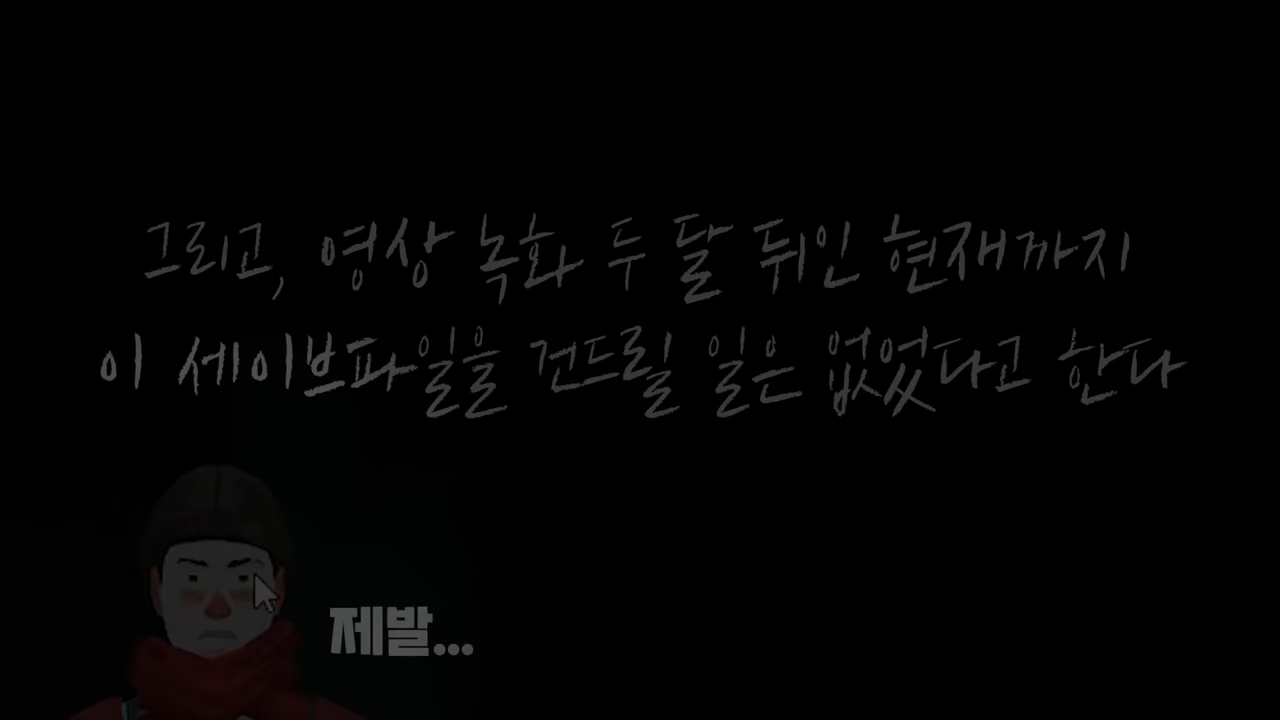 그리고, 영상 녹화 두 달 뒤인 현재까지
이 세이브파일을 건드릴 일은 없었다고 한다
제발...